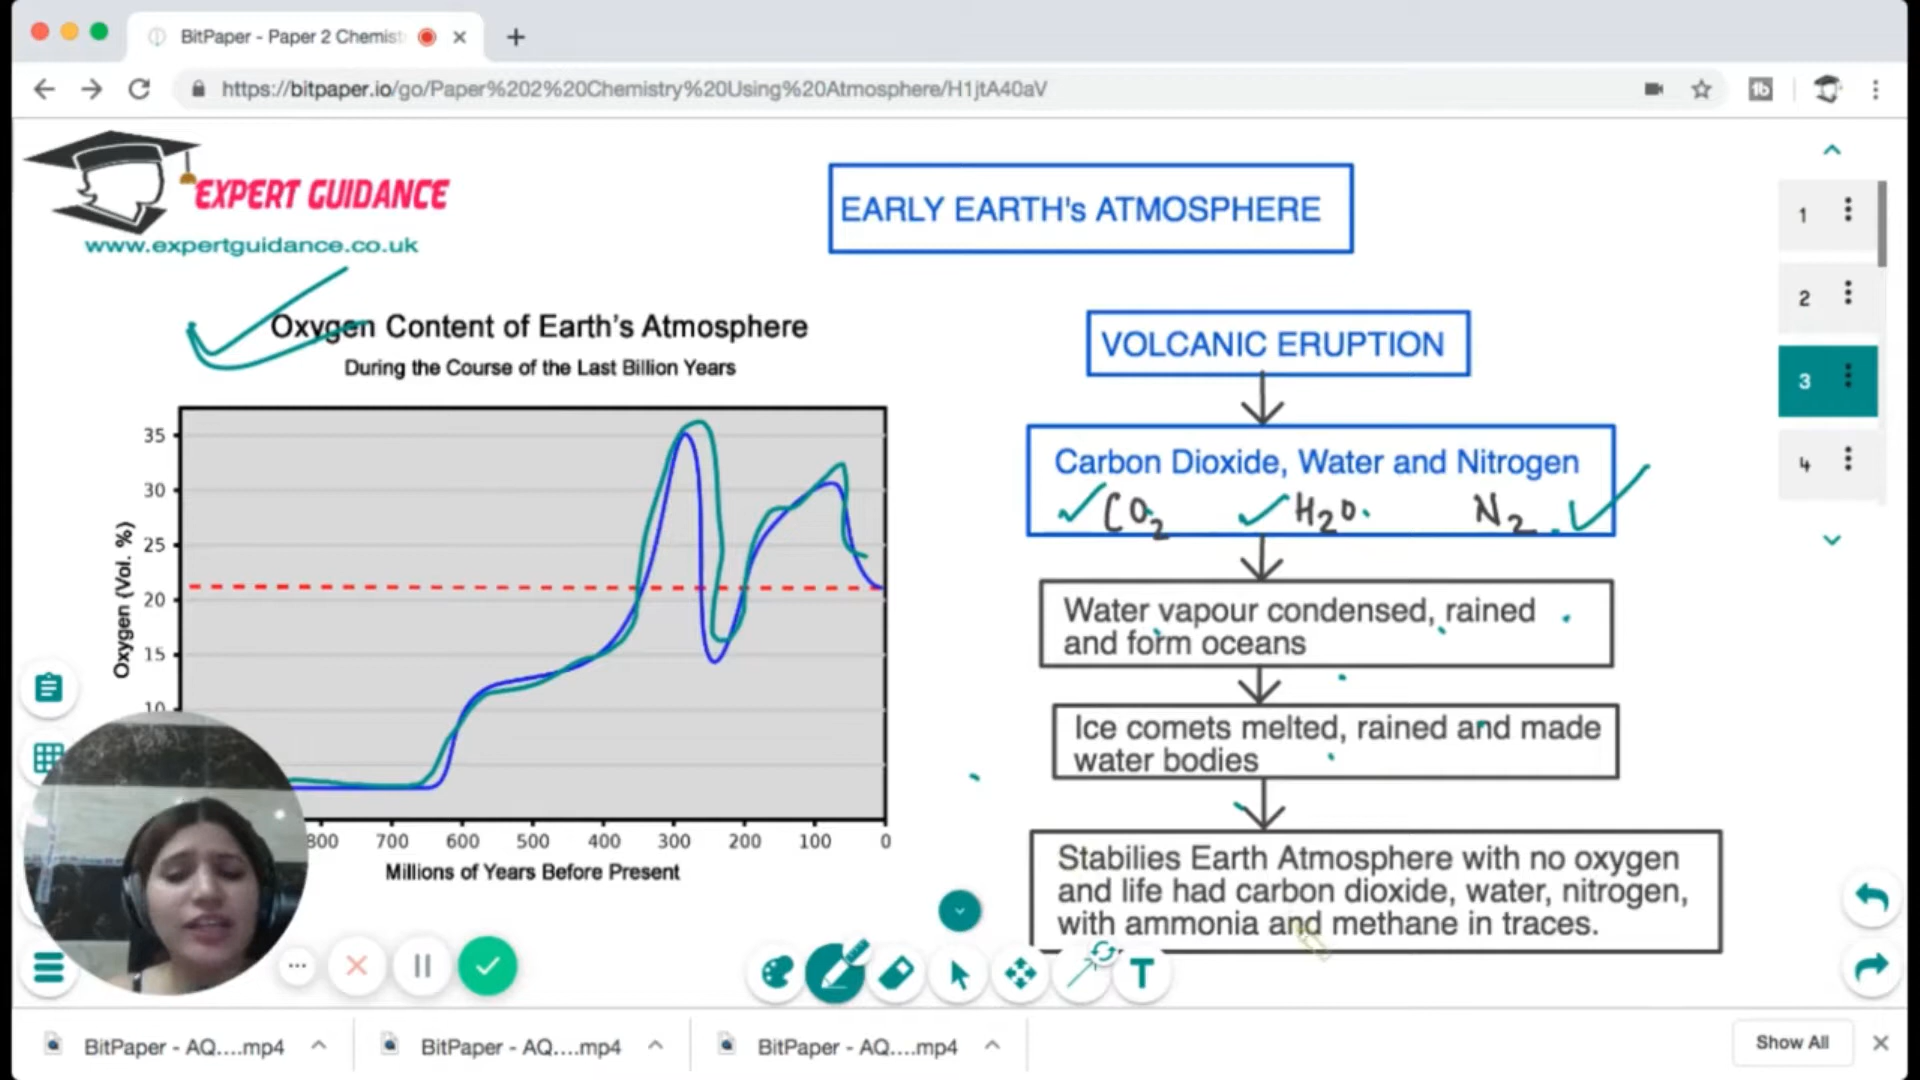 BitPaper - Paper 2 Chemist
https://bitpaper.io/go/Paper%202%20Chemistry%20Using%20Atmosphere/H1jtA40aV
EXPERT GUIDANCE
www.expertguidance.co.uk
EARLY EARTH's ATMOSPHERE
Oxygen Content of Earth's Atmosphere
During the Course of the Last Billion Years
Oxygen (Vol. %)
35
30
25
20
15
10
800 700 600 500 400 300 200 100 0
Millions of Years Before Present
VOLCANIC ERUPTION
Carbon Dioxide, Water and Nitrogen
CO2 H2O. N2.
Water vapour condensed, rained
and form oceans
Ice comets melted, rained and made
water bodies
Stabilies Earth Atmosphere with no oxygen
and life had carbon dioxide, water, nitrogen,
with ammonia and methane in traces.
1
2
3
4
T
BitPaper - AQ....mp4
BitPaper - AQ....mp4
BitPaper - AQ....mp4
Show All